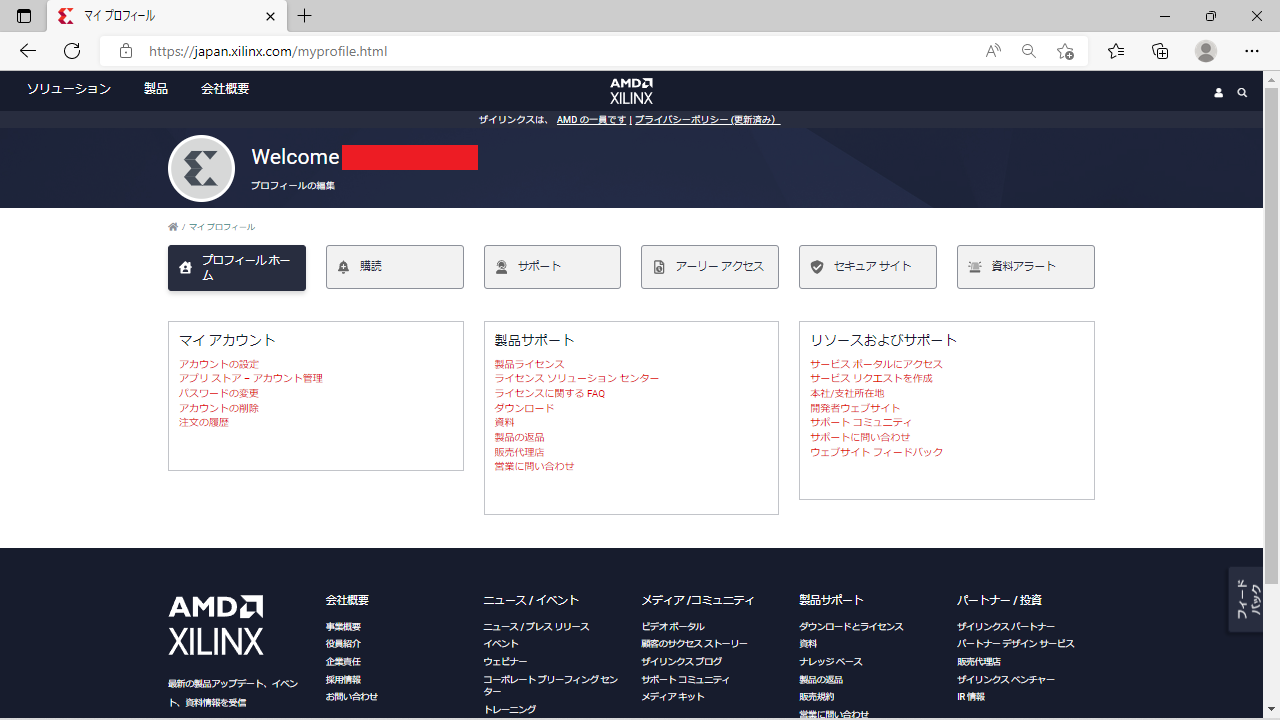 マイ プロフィール
https://japan.xilinx.com/myprofile.html
ソリューション 製品 会社概要
AMD
XILINX
ザイリンクスは、 AMD の一員です | プライバシーポリシー (更新済み)
Welcome
プロフィールの編集
/ マイ プロフィール
プロフィール ホーム
購読
サポート
アーリー アクセス
セキュア サイト
資料アラート
マイ アカウント
アカウントの設定
アプリ ストア – アカウント管理
パスワードの変更
アカウントの削除
注文の履歴
製品サポート
製品ライセンス
ライセンス ソリューション センター
ライセンスに関する FAQ
ダウンロード
資料
製品の返品
販売代理店
営業に問い合わせ
リソースおよびサポート
サービス ポータルにアクセス
サービス リクエストを作成
本社/支社所在地
開発者ウェブサイト
サポート コミュニティ
サポートに問い合わせ
ウェブサイト フィードバック
フィード
バック
AMD
XILINX
最新の製品アップデート、イベン
ト、資料情報を受信
会社概要
事業概要
役員紹介
企業責任
採用情報
お問い合わせ
ニュース / イベント
ニュース / プレス リリース
イベント
ウェビナー
コーポレート ブリーフィング セン
ター
トレーニング
メディア /コミュニティ
ビデオ ポータル
顧客のサクセス ストーリー
ザイリンクス ブログ
サポート コミュニティ
メディア キット
製品サポート
ダウンロードとライセンス
資料
ナレッジ ベース
製品の返品
販売規約
営業に問い合わせ
パートナー / 投資
ザイリンクス パートナー
パートナー デザイン サービス
販売代理店
ザイリンクス ベンチャー
IR 情報